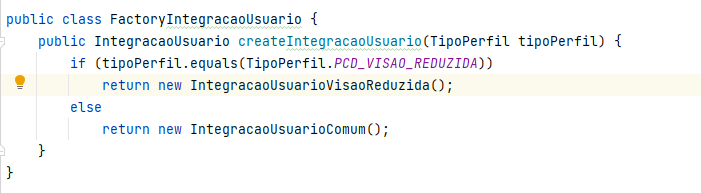 public class FactoryIntegracaoUsuario {
    public IntegracaoUsuario createIntegracaoUsuario(TipoPerfil tipoPerfil) {
        if (tipoPerfil.equals(TipoPerfil.PCD_VISAO_REDUZIDA))
            return new IntegracaoUsuarioVisaoReduzida();
        else
            return new IntegracaoUsuarioComum();
    }
}